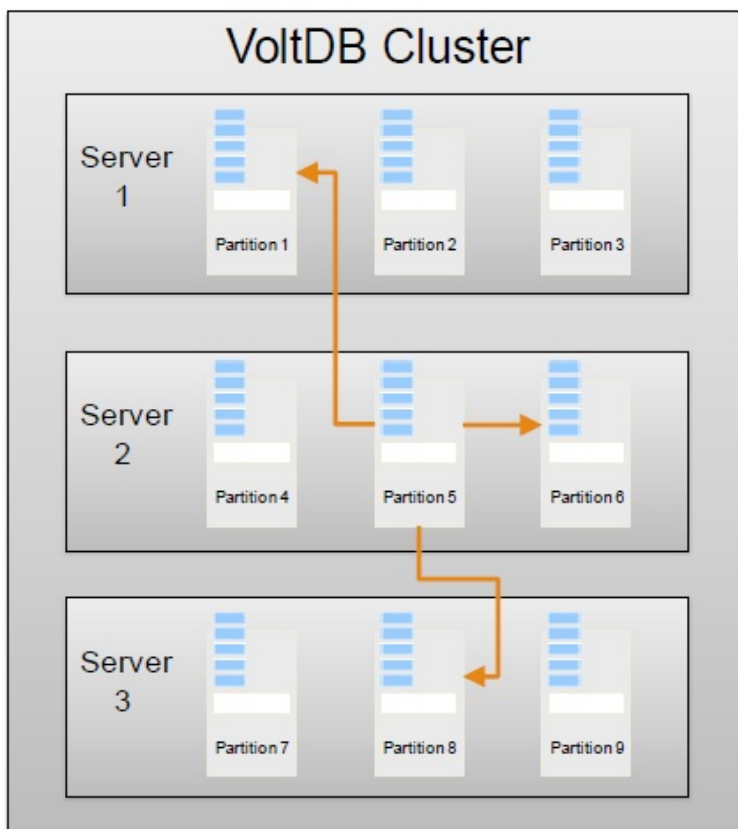 VoltDB Cluster
Server
1
Partition 1
Partition 2
Partition 3
Server
2
Partition 4
Partition 5
Partition 6
Server
3
Partition 7
Partition 8
Partition 9